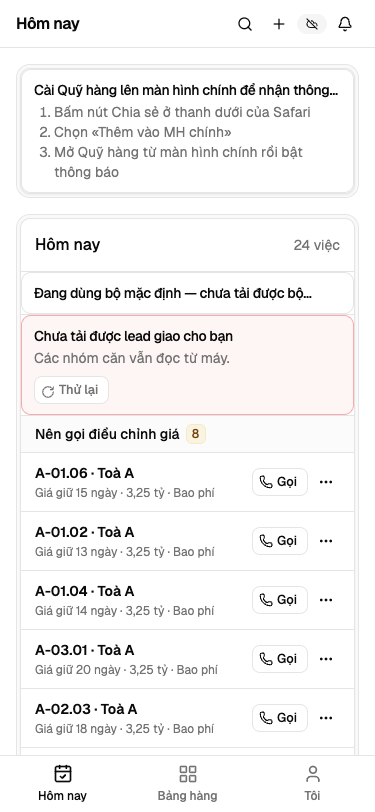 Hôm nay
Cài Quỹ hàng lên màn hình chính để nhận thông...
1. Bấm nút Chia sẻ ở thanh dưới của Safari
2. Chọn «Thêm vào MH chính»
3. Mở Quỹ hàng từ màn hình chính rồi bật
thông báo
Hôm nay
24 việc
Đang dùng bộ mặc định — chưa tải được bộ...
Chưa tải được lead giao cho bạn
Các nhóm căn vẫn đọc từ máy.
Thử lại
Nên gọi điều chỉnh giá 8
A-01.06 · Toà A
Giá giữ 15 ngày · 3,25 tỷ · Bao phí
Gọi
A-01.02 · Toà A
Giá giữ 13 ngày · 3,25 tỷ · Bao phí
Gọi
A-01.04 · Toà A
Giá giữ 14 ngày · 3,25 tỷ · Bao phí
Gọi
A-03.01 · Toà A
Giá giữ 20 ngày · 3,25 tỷ · Bao phí
Gọi
A-02.03 · Toà A
Giá giữ 18 ngày · 3,25 tỷ · Bao phí
Gọi
Hôm nay
Bảng hàng
Tôi